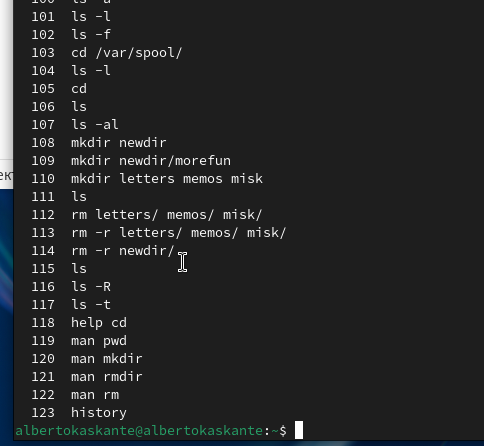 101 ls -l
102 ls -f
103 cd /var/spool/
104 ls -l
105 cd
106 ls
107 ls -al
108 mkdir newdir
109 mkdir newdir/morefun
110 mkdir letters memos misk
111 ls
112 rm letters/ memos/ misk/
113 rm -r letters/ memos/ misk/
114 rm -r newdir/
115 ls
116 ls -R
117 ls -t
118 help cd
119 man pwd
120 man mkdir
121 man rmdir
122 man rm
123 history
albertokaskante@albertokaskante:~$